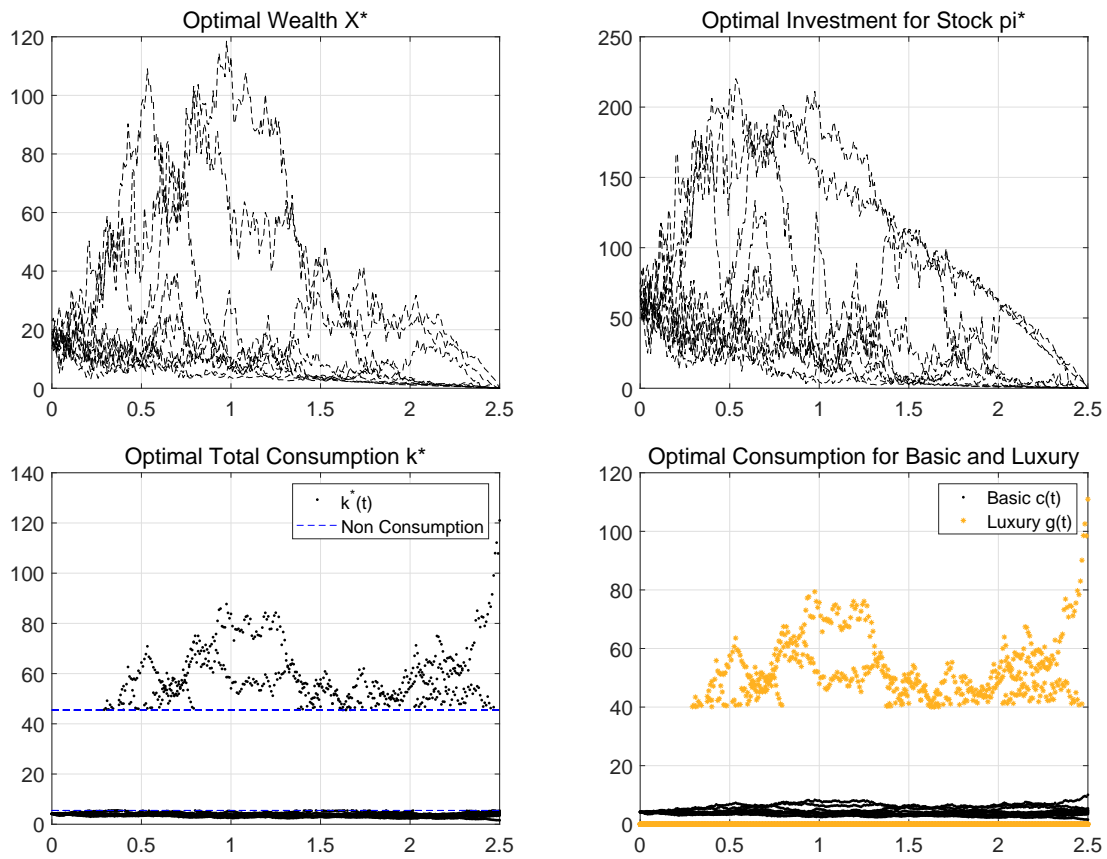 Optimal Wealth X*
120
100
80
60
40
20
0
0 0.5 1 1.5 2 2.5
Optimal Investment for Stock pi*
250
200
150
100
50
0
0 0.5 1 1.5 2 2.5
Optimal Total Consumption k*
140
120
100
80
60
40
20
0
0 0.5 1 1.5 2 2.5
k*(t)
Non Consumption
Optimal Consumption for Basic and Luxury
120
100
80
60
40
20
0
0 0.5 1 1.5 2 2.5
Basic c(t)
Luxury g(t)